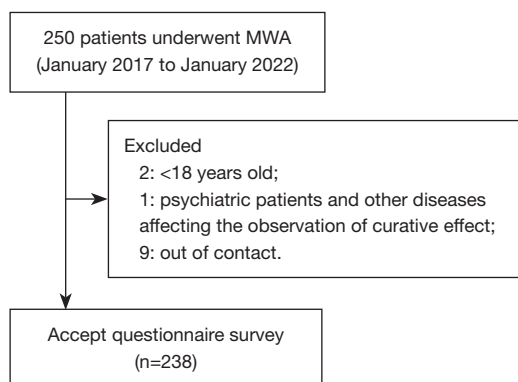 250 patients underwent MWA
(January 2017 to January 2022)
Excluded
2: <18 years old;
1: psychiatric patients and other diseases
affecting the observation of curative effect;
9: out of contact.
Accept questionnaire survey
(n=238)